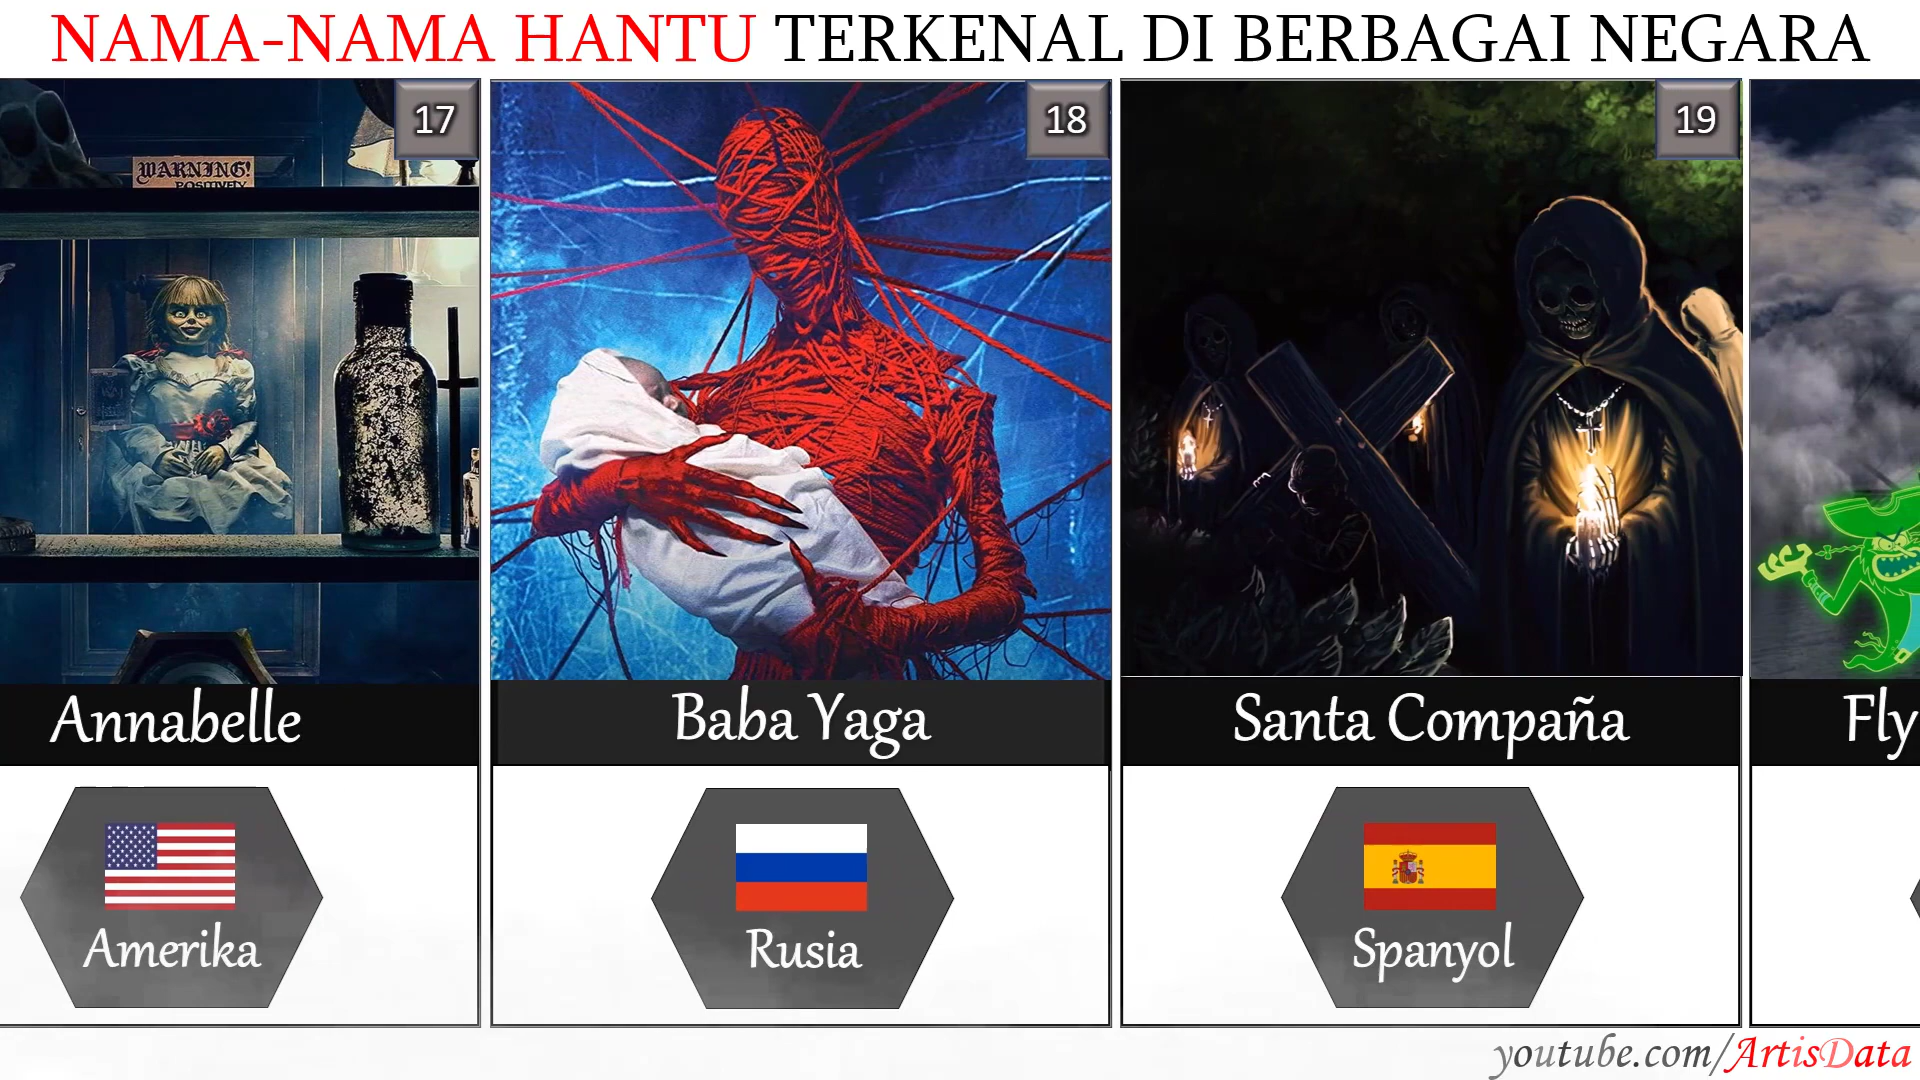 NAMA-NAMA HANTU TERKENAL DI BERBAGAI NEGARA
17
18
19
WARNING!
POSITIVELY
Annabelle
Baba Yaga
Santa Compaña
Fly
Amerika
Rusia
Spanyol
youtube.com/ArtisData